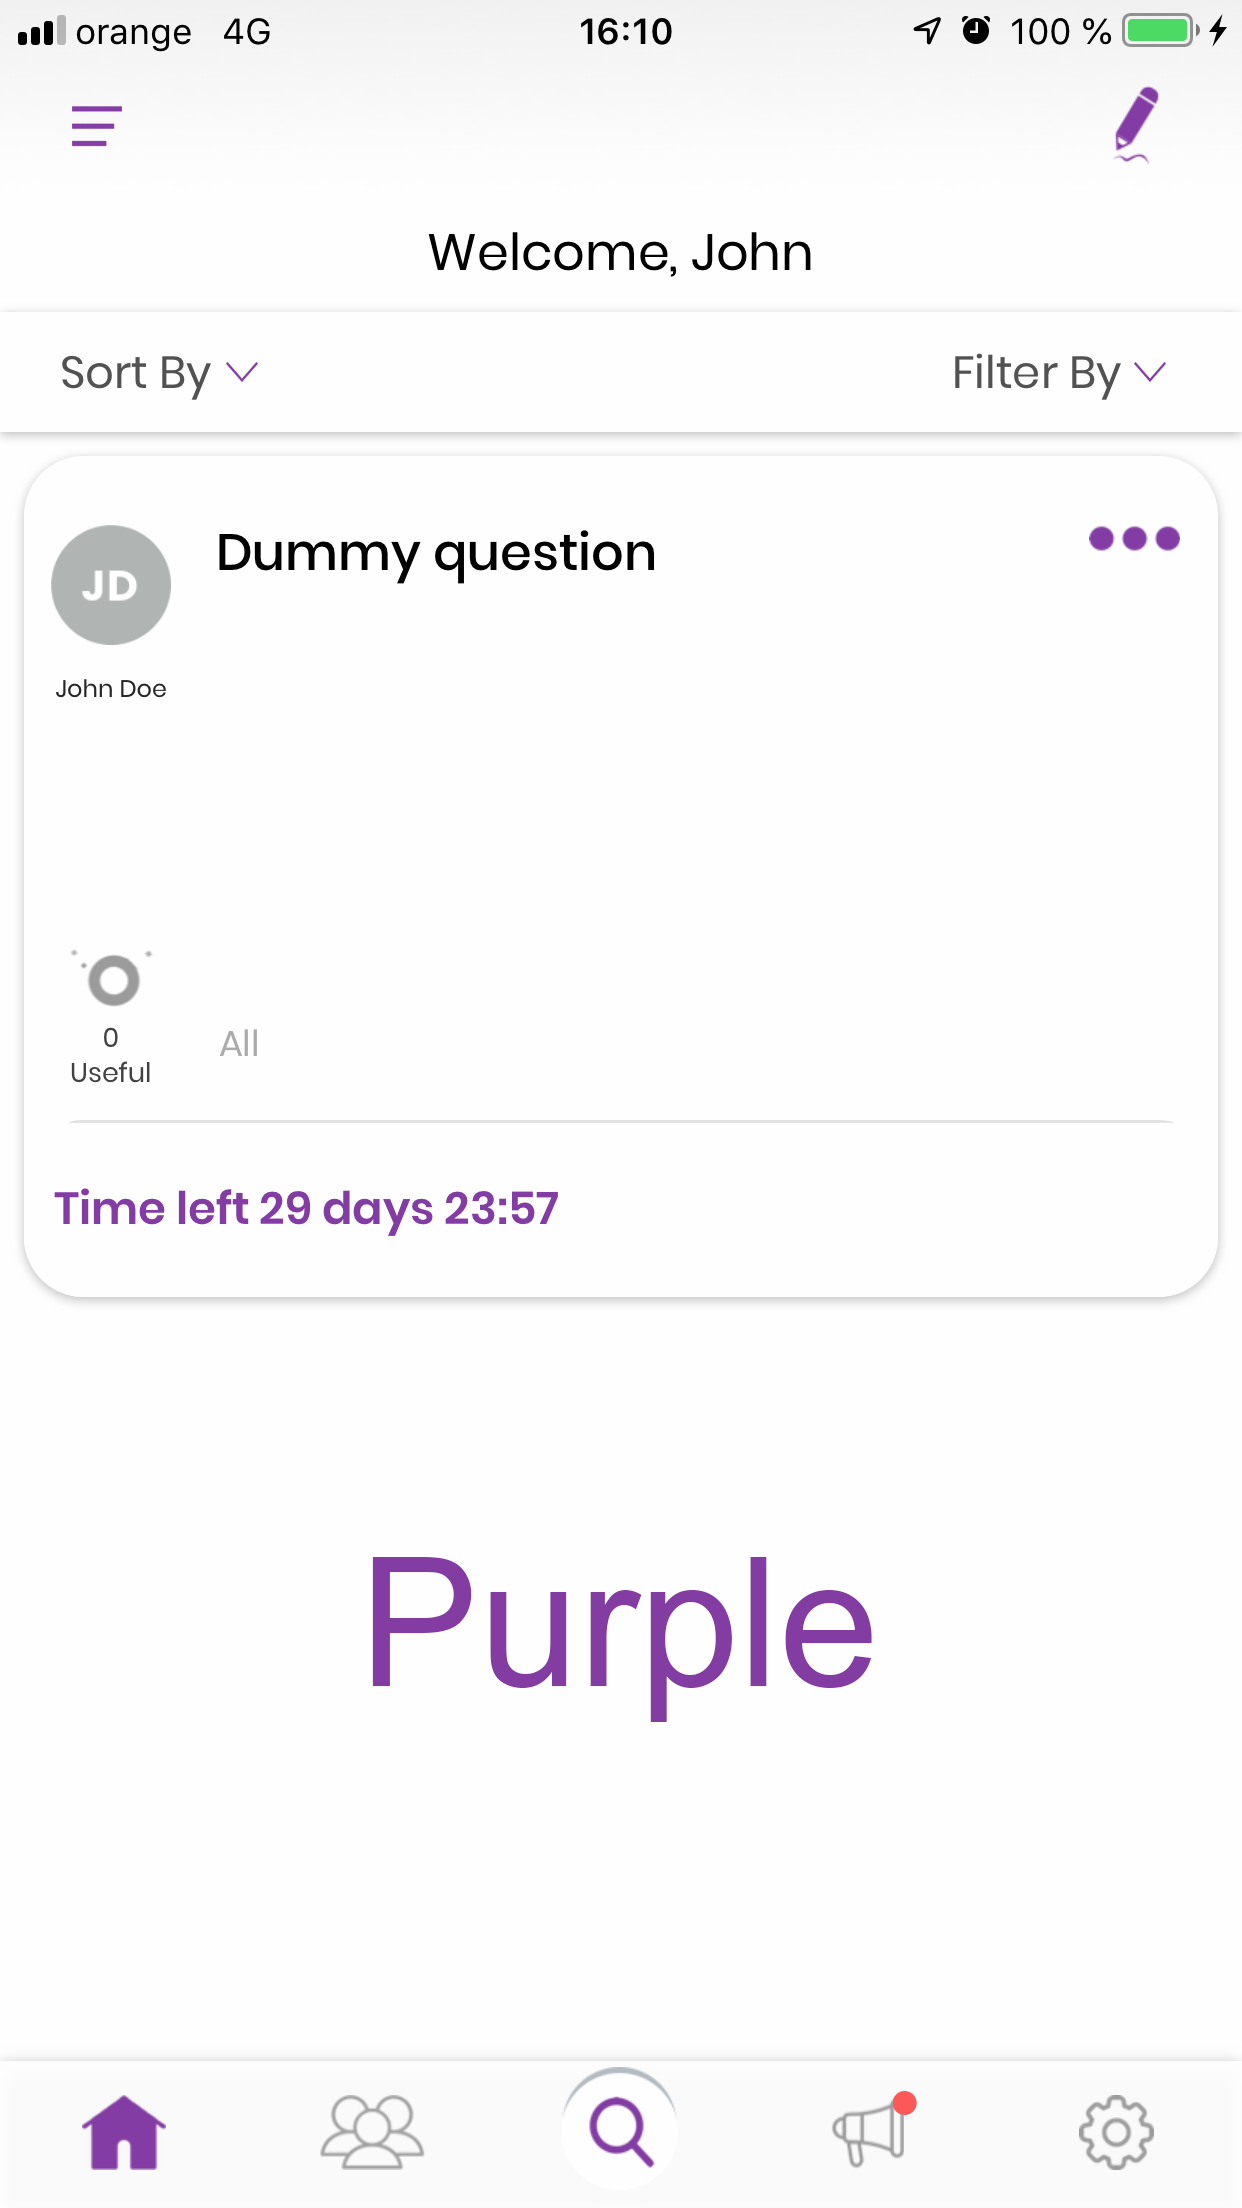 orange 4G 16:10 100 %
Welcome, John
Sort By Filter By
JD
Dummy question
John Doe
0
Useful
All
Time left 29 days 23:57
Purple